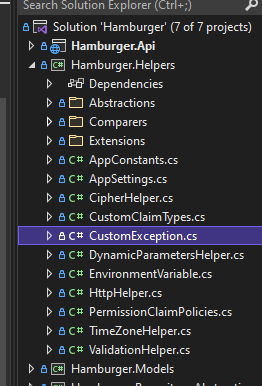 Search Solution Explorer (Ctrl+;)
Solution 'Hamburger' (7 of 7 projects)
Hamburger.Api
C# Hamburger.Helpers
Dependencies
Abstractions
Comparers
Extensions
C# AppConstants.cs
C# AppSettings.cs
C# CipherHelper.cs
C# CustomClaimTypes.cs
C# CustomException.cs
C# DynamicParametersHelper.cs
C# EnvironmentVariable.cs
C# HttpHelper.cs
C# PermissionClaimPolicies.cs
C# TimeZoneHelper.cs
C# ValidationHelper.cs
C# Hamburger.Models